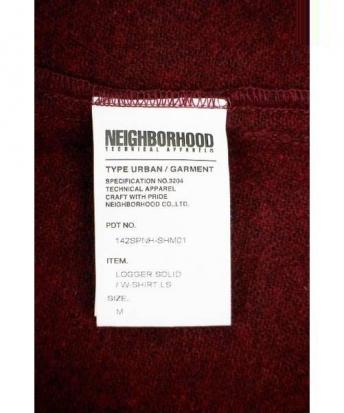 NEIGHBORHOOD
TECHNICAL APPAREL
TYPE URBAN / GARMENT
SPECIFICATION NO.3204
TECHNICAL APPAREL
CRAFT WITH PRIDE
NEIGHBORHOOD CO.,LTD.
PDT NO.
142SPNH-SHM01
ITEM.
LOGGER SOLID
/ W-SHIRT LS
SIZE.
M